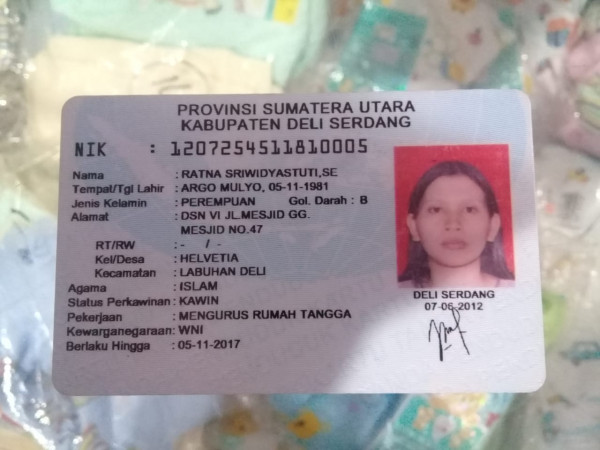 PROVINSI SUMATERA UTARA
KABUPATEN DELI SERDANG
NIK : 1207254511810005
Nama : RATNA SRIWIDYASTUTI,SE
Tempat/Tgl Lahir : ARGO MULYO, 05-11-1981
Jenis Kelamin : PEREMPUAN Gol. Darah : B
Alamat : DSN VI JL.MESJID GG.
MESJID NO.47
RT/RW : - / -
Kel/Desa : HELVETIA
Kecamatan : LABUHAN DELI
Agama : ISLAM
Status Perkawinan: KAWIN
Pekerjaan : MENGURUS RUMAH TANGGA
Kewarganegaraan: WNI
Berlaku Hingga : 05-11-2017
DELI SERDANG
07-06-2012